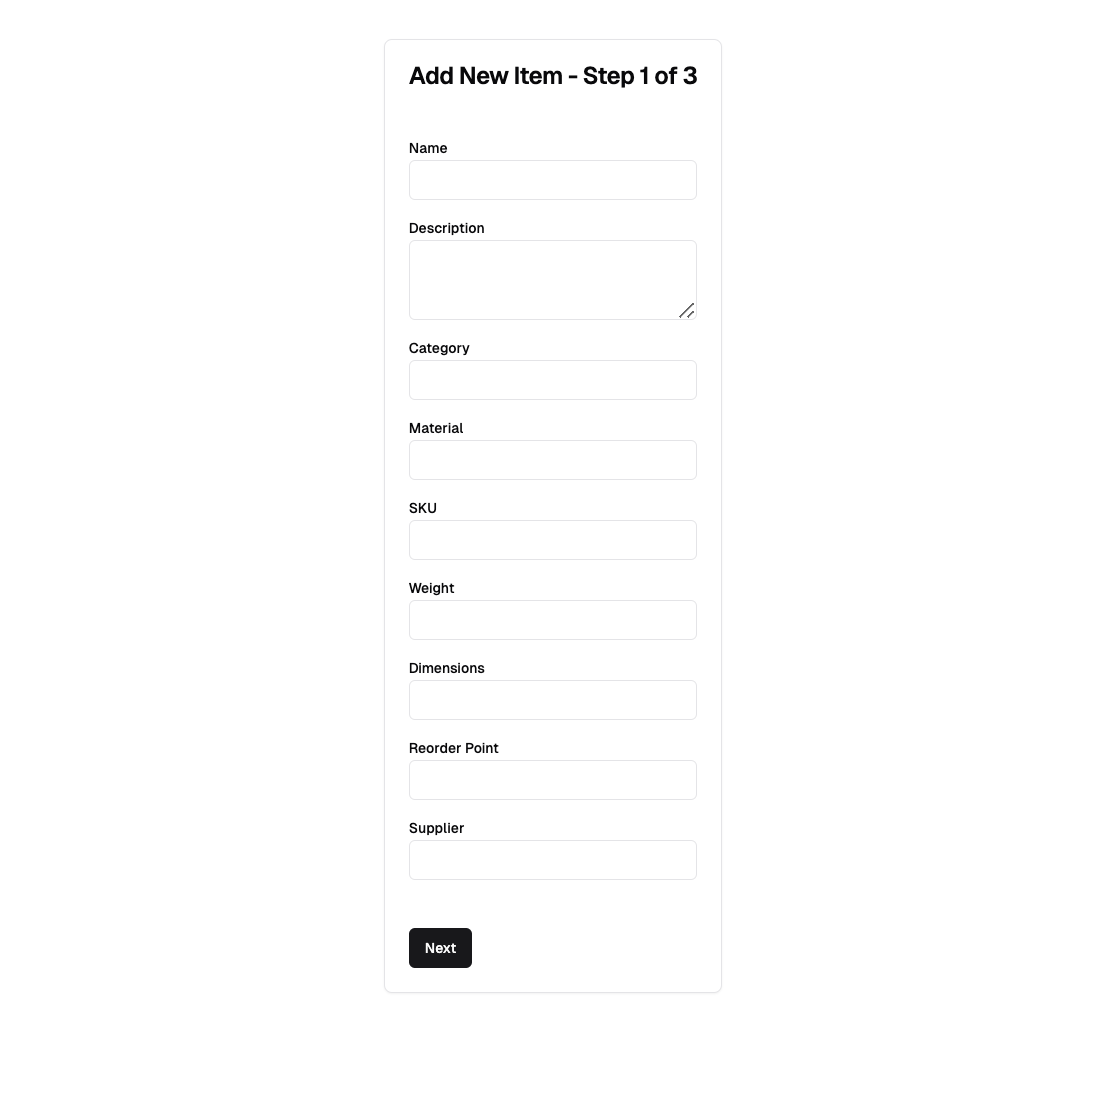 Add New Item - Step 1 of 3
Name
Description
Category
Material
SKU
Weight
Dimensions
Reorder Point
Supplier
Next